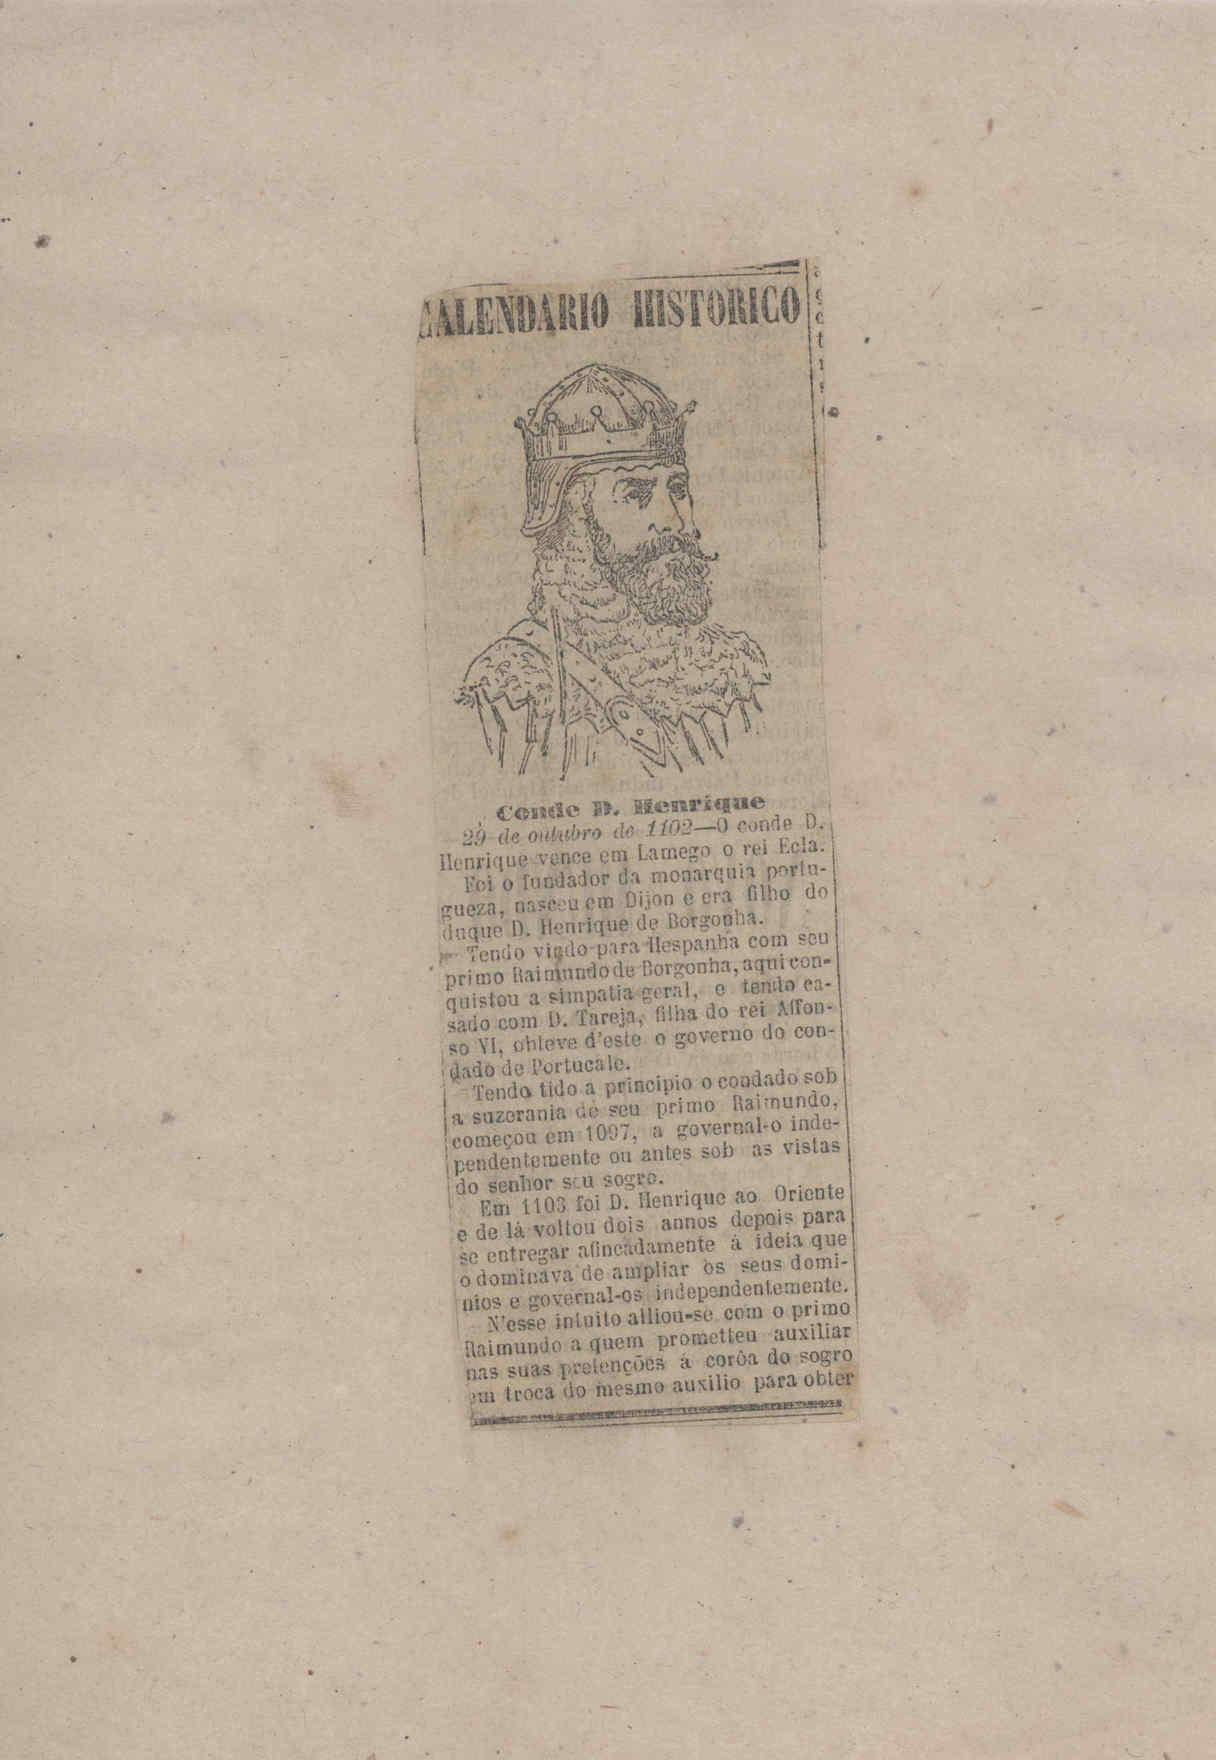 CALENDARIO HISTORICO
Conde D. Henrique
29 de outubro de 1102—O conde D.
Henrique vence em Lamego o rei Ecla.
Foi o fundador da monarquia portu-
gueza, nasceu em Dijon e era filho do
duque D. Henrique de Borgonha.
Tendo vindo para Hespanha com seu
primo Raimundo de Borgonha, aqui con-
quistou a simpatia geral, e tendo ca-
sado com D. Tareja, filha do rei Affon-
so VI, obteve d'este o governo do con-
dado de Portucale.
Tendo tido a principio o condado sob
a suzerania de seu primo Raimundo,
começou em 1097, a governal-o inde-
pendentemente ou antes sob as vistas
do senhor seu sogro.
Em 1103 foi D. Henrique ao Oriente
e de lá voltou dois annos depois para
se entregar afincadamente á ideia que
o dominava de ampliar os seus domi-
nios e governal-os independentemente.
N'esse intuito alliou-se com o primo
Raimundo a quem prometteu auxiliar
nas suas pretenções á corôa do sogro
em troca do mesmo auxilio para obter